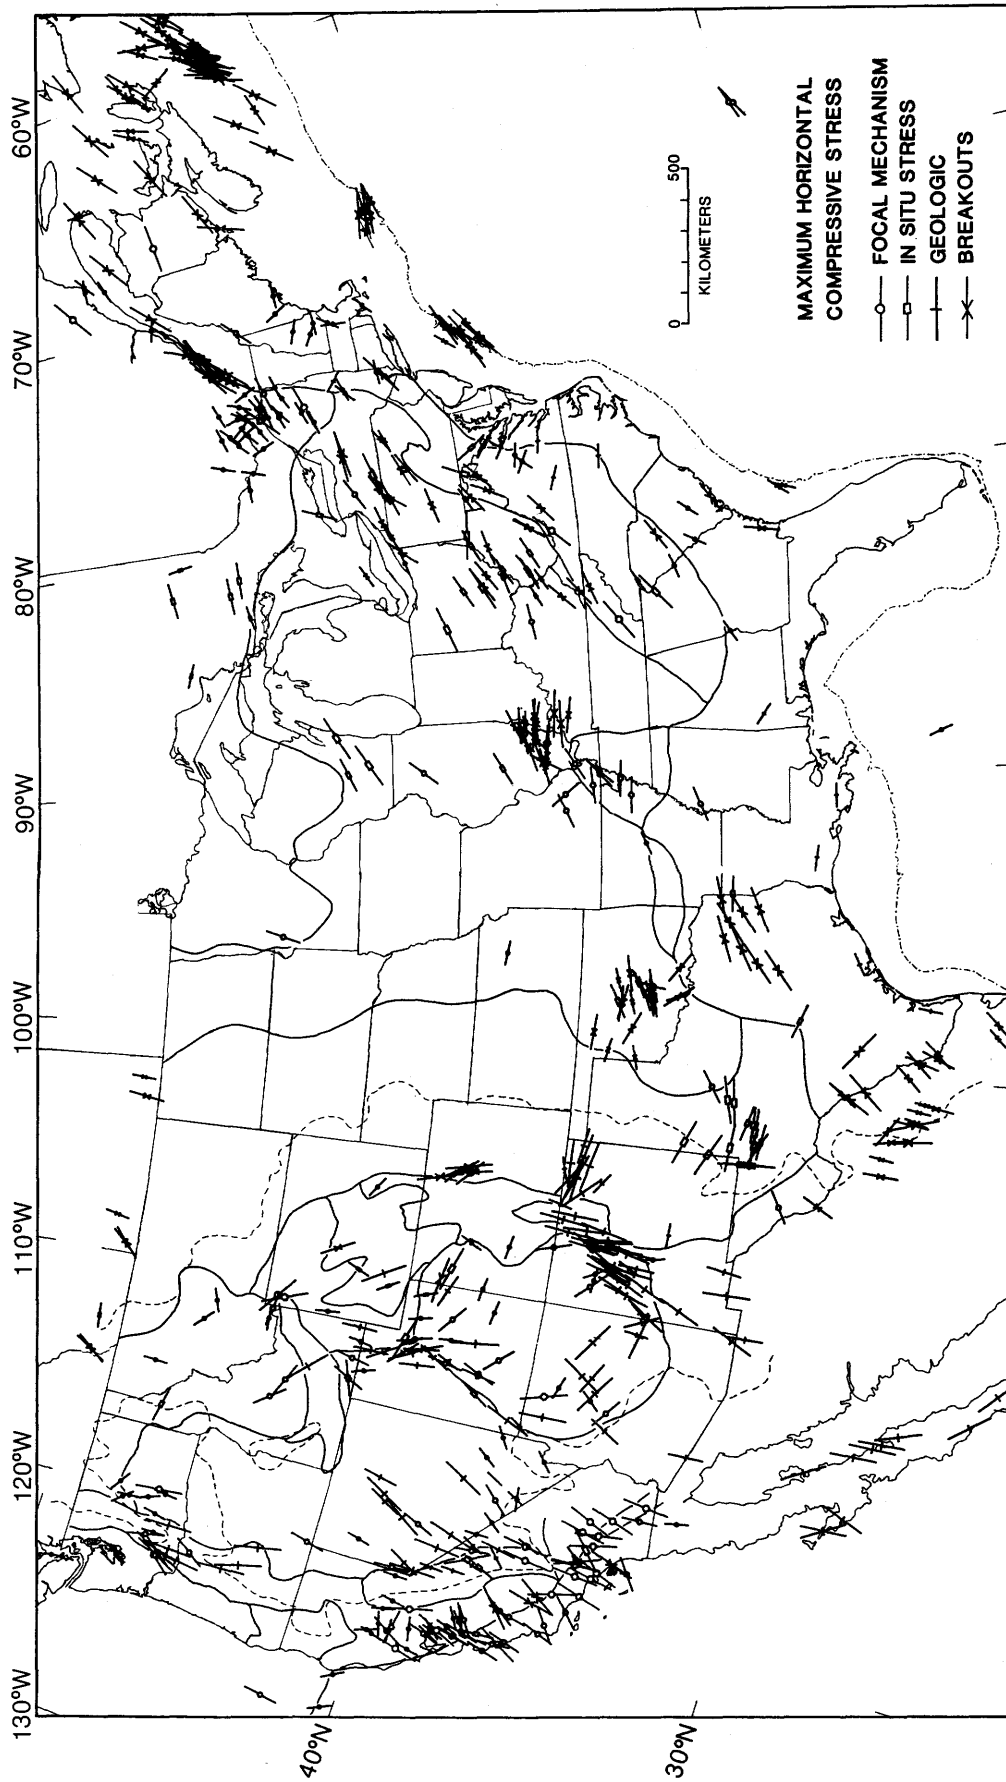 130°W
120°W
110°W
100°W
90°W
80°W
70°W
60°W
40°N
30°N
0
500
KILOMETERS
MAXIMUM HORIZONTAL
COMPRESSIVE STRESS
FOCAL MECHANISM
IN SITU STRESS
GEOLOGIC
BREAKOUTS